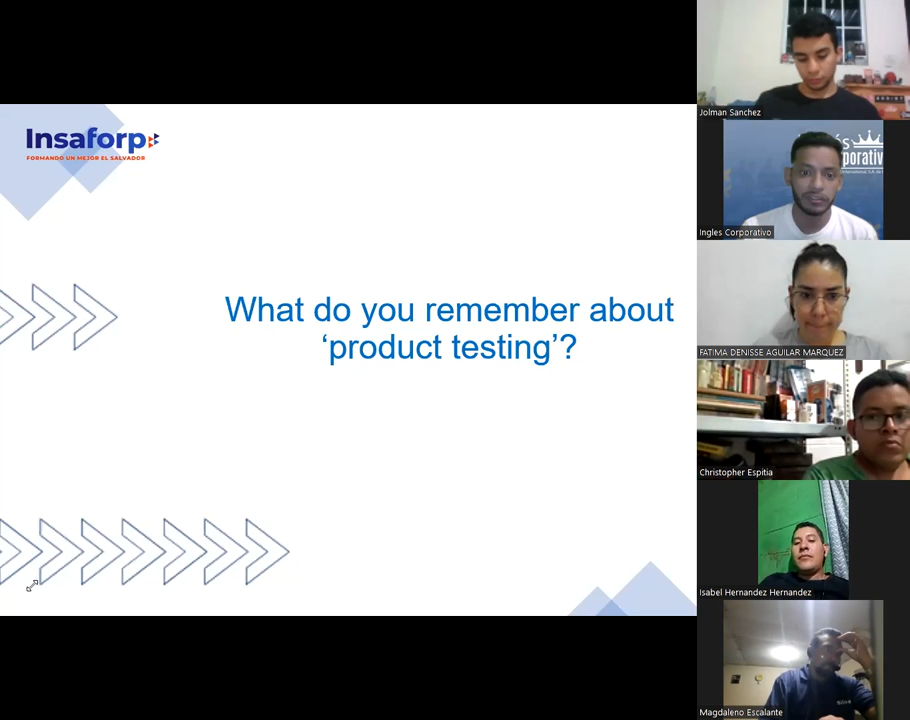 Insaforp
FORMANDO UN MEJOR EL SALVADOR
What do you remember about
‘product testing’?
Jolman Sanchez
Ingles Corporativo
FATIMA DENISSE AGUILAR MARQUEZ
Christopher Espitia
Isabel Hernandez Hernandez
Magdaleno Escalante